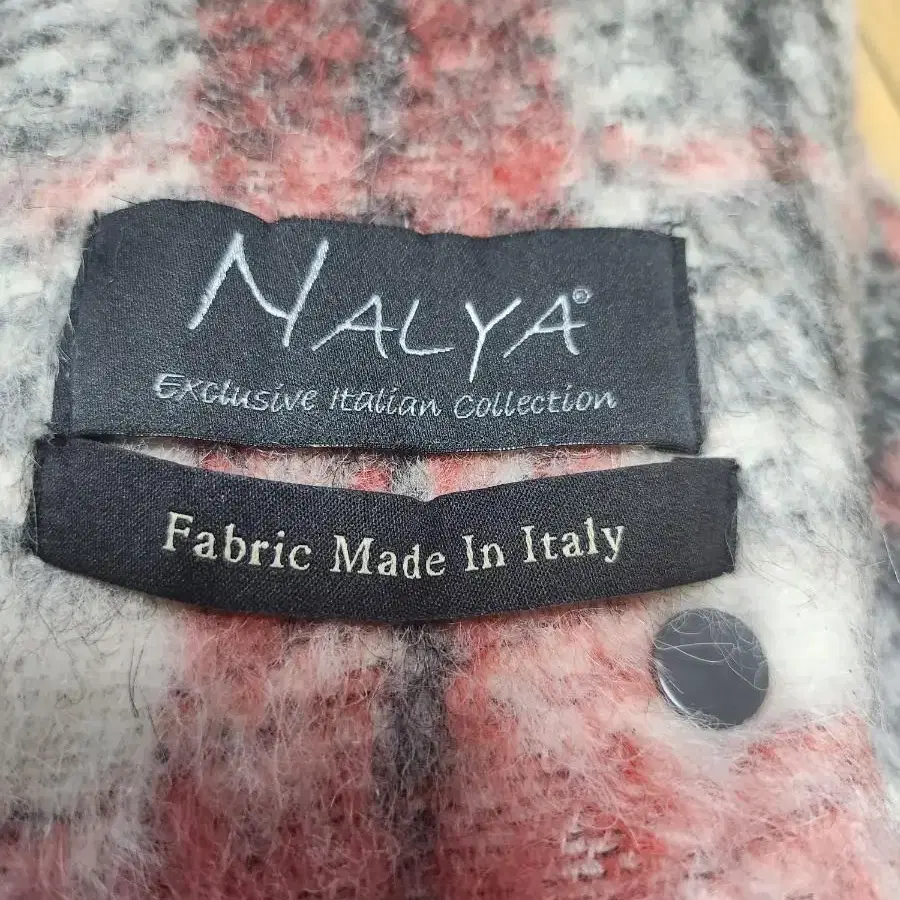 NALYA®
Exclusive Italian Collection
Fabric Made In Italy